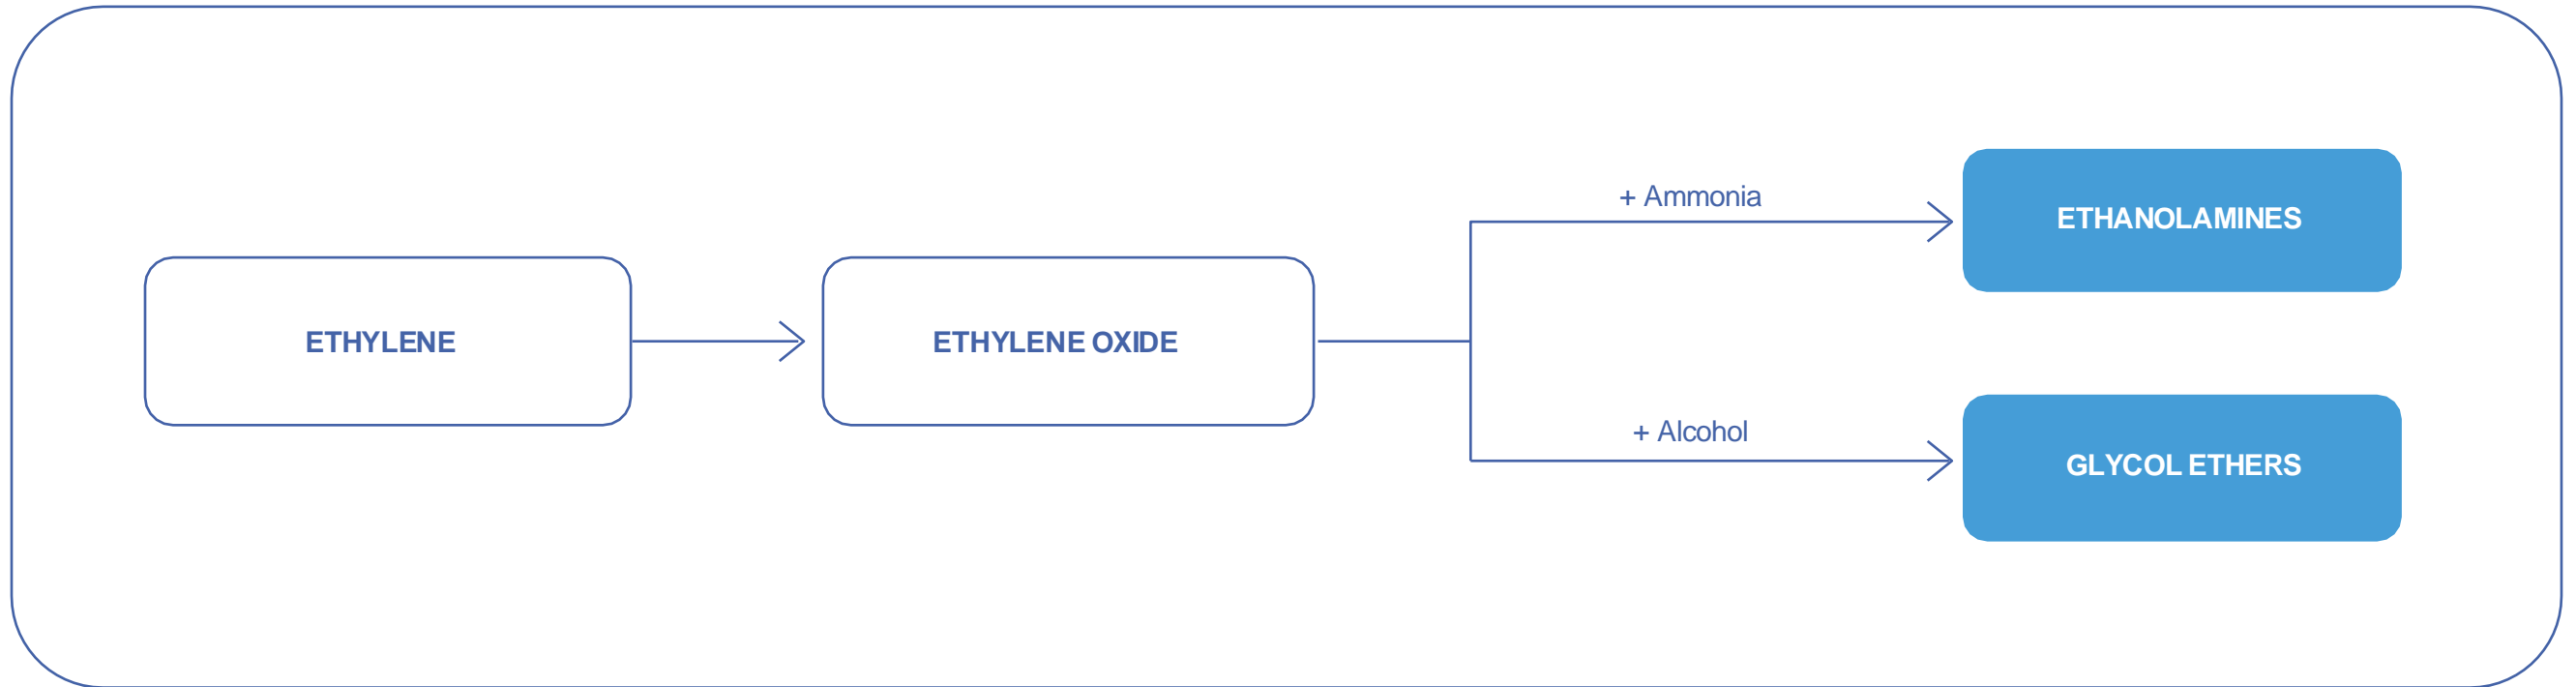 + Ammonia
ETHANOLAMINES
ETHYLENE
ETHYLENE OXIDE
+ Alcohol
GLYCOL ETHERS